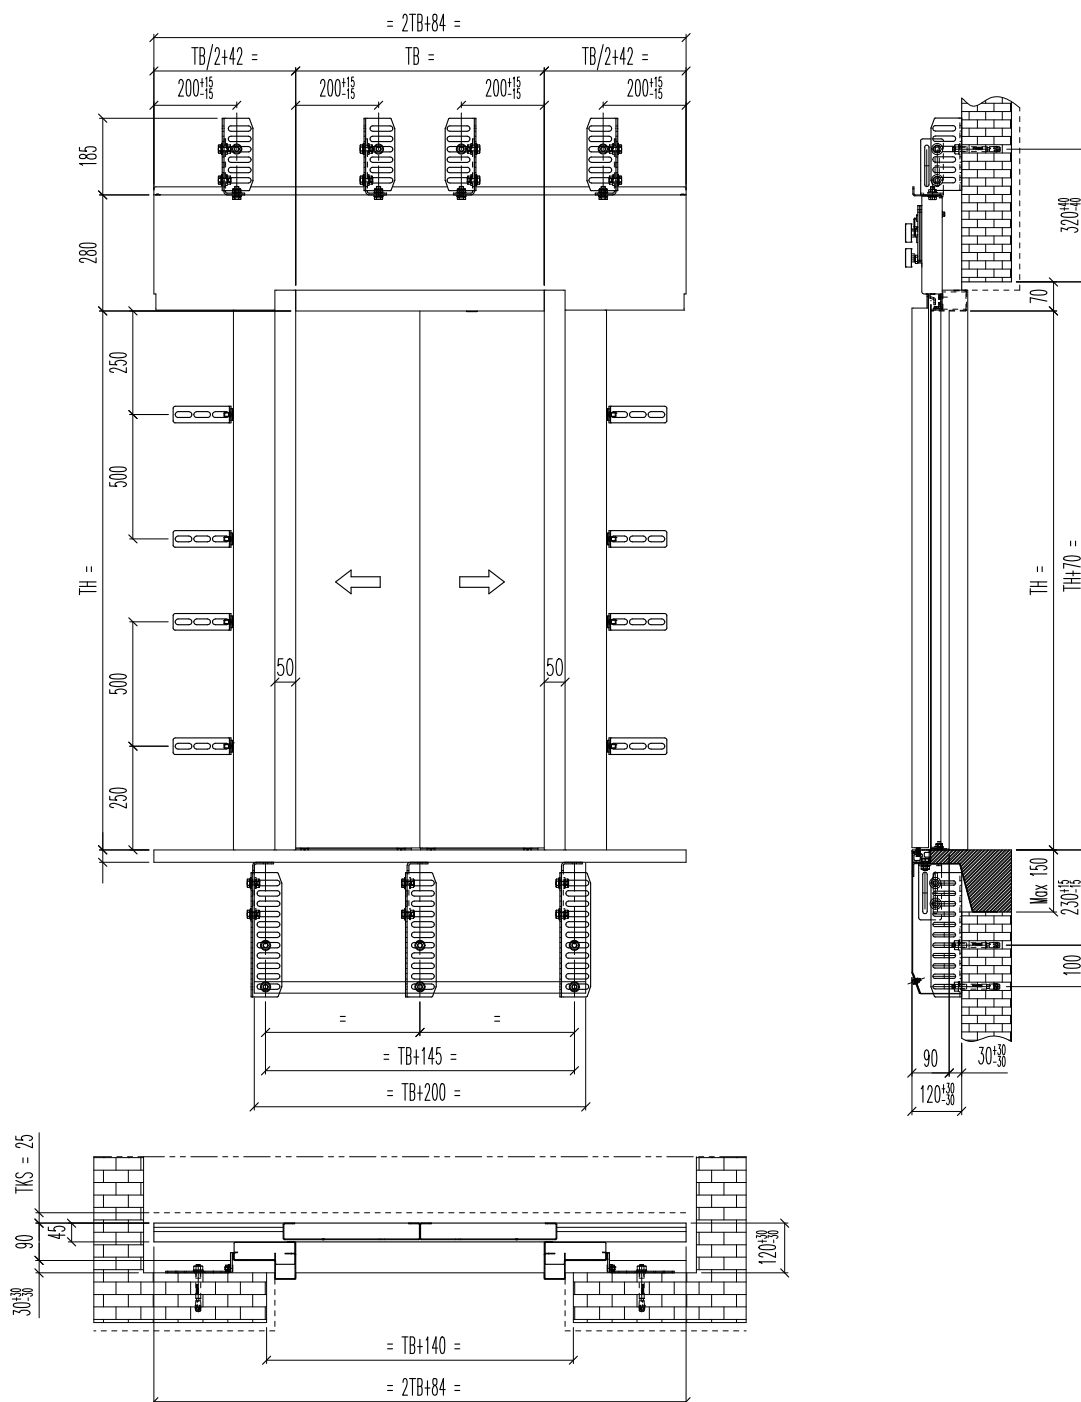 = 2TB+84 =
TB/2+42 =
TB =
TB/2+42 =
200+15-15
200+15-15
200+15-15
200+15-15
185
280
250
500
TH =
500
250
50
50
=
=
= TB+145 =
= TB+200 =
320+40-40
70
TH =
TH+70 =
Max 150
230+15-15
100
90
30+30-30
120+30-30
TKS = 25
45
90
30+30-30
120+30-30
= TB+140 =
= 2TB+84 =